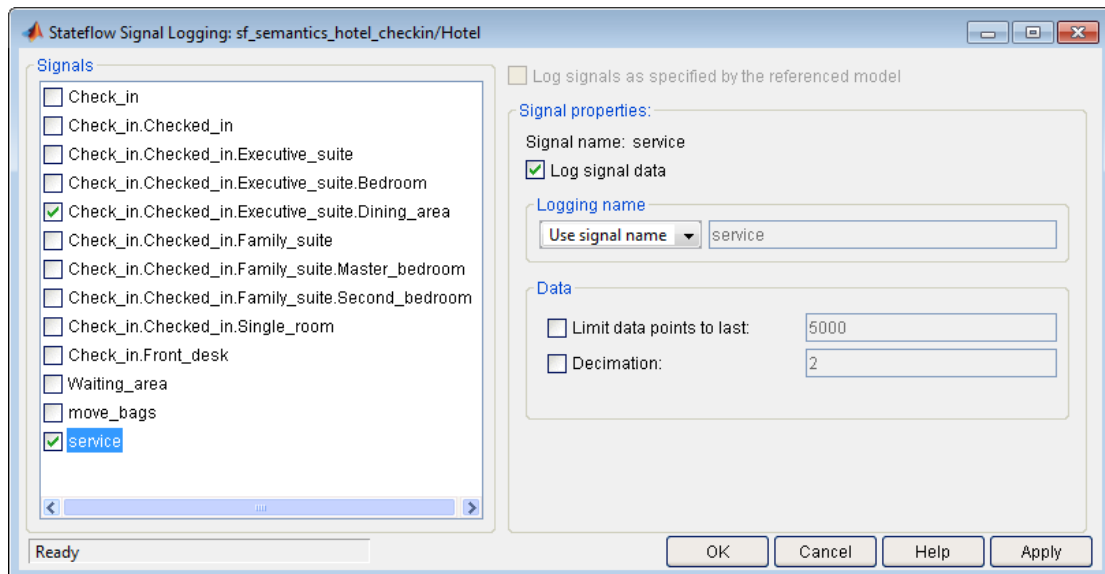 Stateflow Signal Logging: sf_semantics_hotel_checkin/Hotel
Signals
Check_in
Check_in.Checked_in
Check_in.Checked_in.Executive_suite
Check_in.Checked_in.Executive_suite.Bedroom
Check_in.Checked_in.Executive_suite.Dining_area
Check_in.Checked_in.Family_suite
Check_in.Checked_in.Family_suite.Master_bedroom
Check_in.Checked_in.Family_suite.Second_bedroom
Check_in.Checked_in.Single_room
Check_in.Front_desk
Waiting_area
move_bags
service
Log signals as specified by the referenced model
Signal properties:
Signal name: service
Log signal data
Logging name
Use signal name service
Data
Limit data points to last: 5000
Decimation: 2
Ready
OK Cancel Help Apply